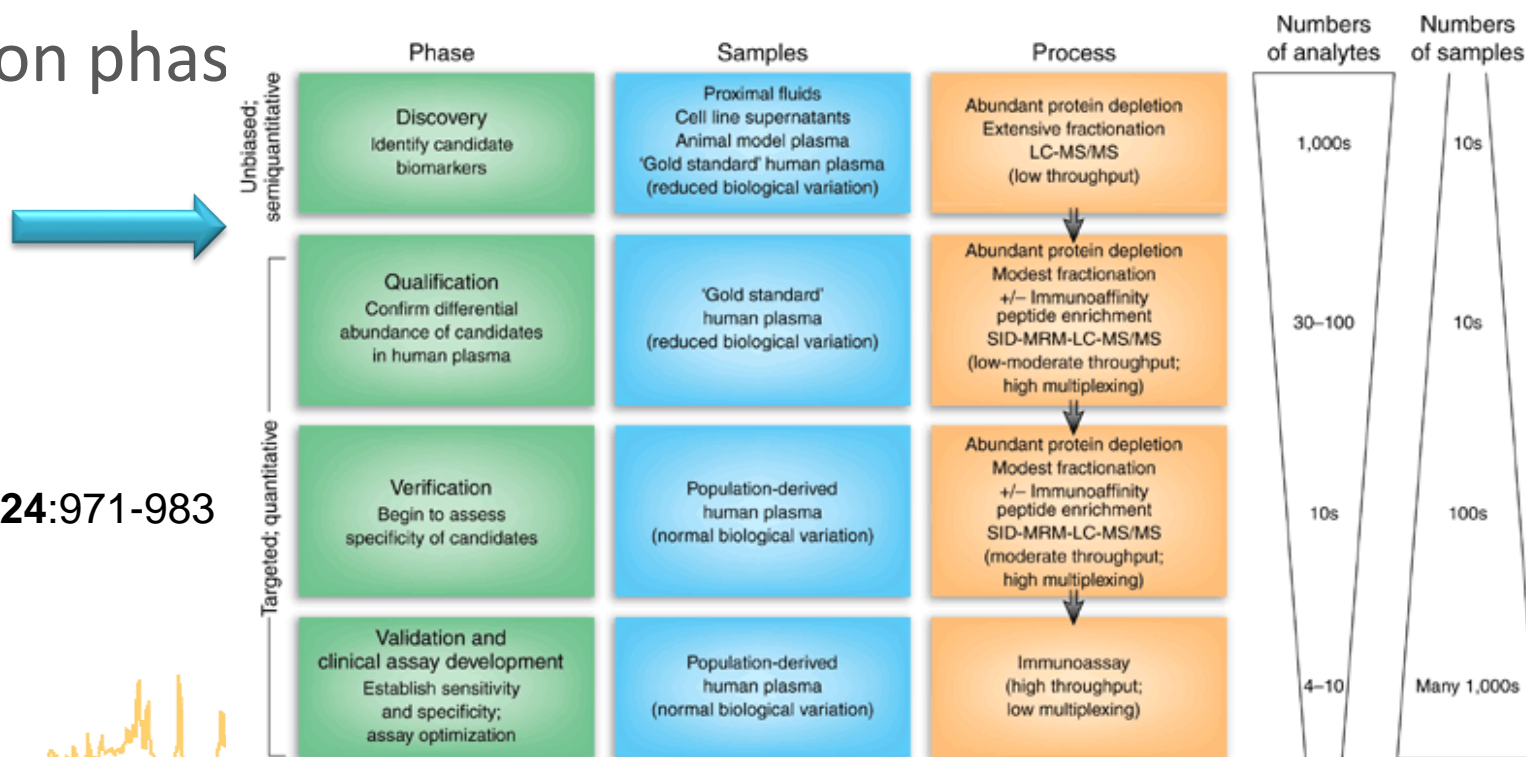 on phas
Phase
Samples
Process
Numbers
of analytes
Numbers
of samples
Unbiased;
semiquantitative
Discovery
Identify candidate
biomarkers
Proximal fluids
Cell line supernatants
Animal model plasma
'Gold standard' human plasma
(reduced biological variation)
Abundant protein depletion
Extensive fractionation
LC-MS/MS
(low throughput)
1,000s
10s
Targeted; quantitative
Qualification
Confirm differential
abundance of candidates
in human plasma
'Gold standard'
human plasma
(reduced biological variation)
Abundant protein depletion
Modest fractionation
+/– Immunoaffinity
peptide enrichment
SID-MRM-LC-MS/MS
(low-moderate throughput;
high multiplexing)
30–100
10s
24:971-983
Verification
Begin to assess
specificity of candidates
Population-derived
human plasma
(normal biological variation)
Abundant protein depletion
Modest fractionation
+/– Immunoaffinity
peptide enrichment
SID-MRM-LC-MS/MS
(moderate throughput;
high multiplexing)
10s
100s
Validation and
clinical assay development
Establish sensitivity
and specificity;
assay optimization
Population-derived
human plasma
(normal biological variation)
Immunoassay
(high throughput;
low multiplexing)
4–10
Many 1,000s